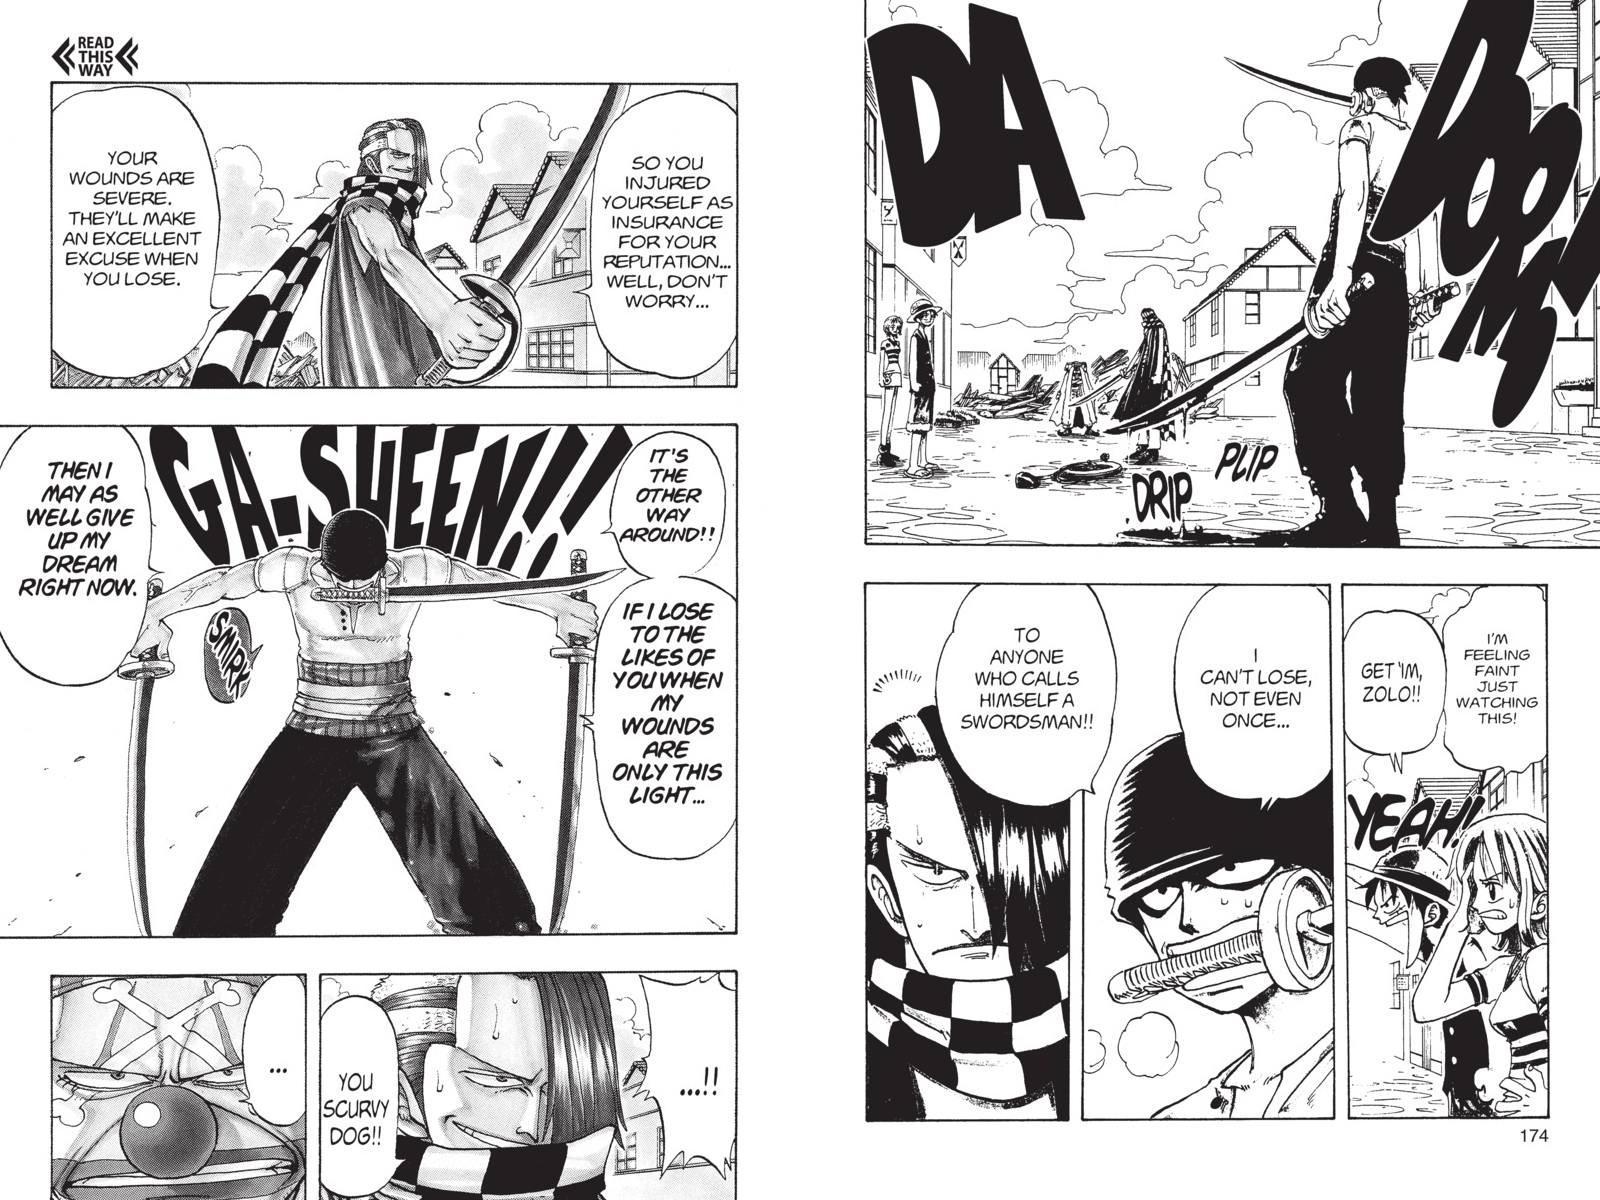 DA
DOOM
PLIP
DRIP
I'M
FEELING
FAINT
JUST
WATCHING
THIS!
GET 'IM,
ZOLO!!
YEAH!
I
CAN'T LOSE,
NOT EVEN
ONCE...
TO
ANYONE
WHO CALLS
HIMSELF A
SWORDSMAN!!
174
READ
THIS
WAY
SO YOU
INJURED
YOURSELF AS
INSURANCE
FOR YOUR
REPUTATION...
WELL, DON'T
WORRY...
YOUR
WOUNDS ARE
SEVERE.
THEY'LL MAKE
AN EXCELLENT
EXCUSE WHEN
YOU LOSE.
IT'S
THE
OTHER
WAY
AROUND!!
GA-SHEEN!!
IF I LOSE
TO THE
LIKES OF
YOU WHEN
MY
WOUNDS
ARE
ONLY THIS
LIGHT...
SMIRK
THEN I
MAY AS
WELL GIVE
UP MY
DREAM
RIGHT NOW.
...!!
YOU
SCURVY
DOG!!
...